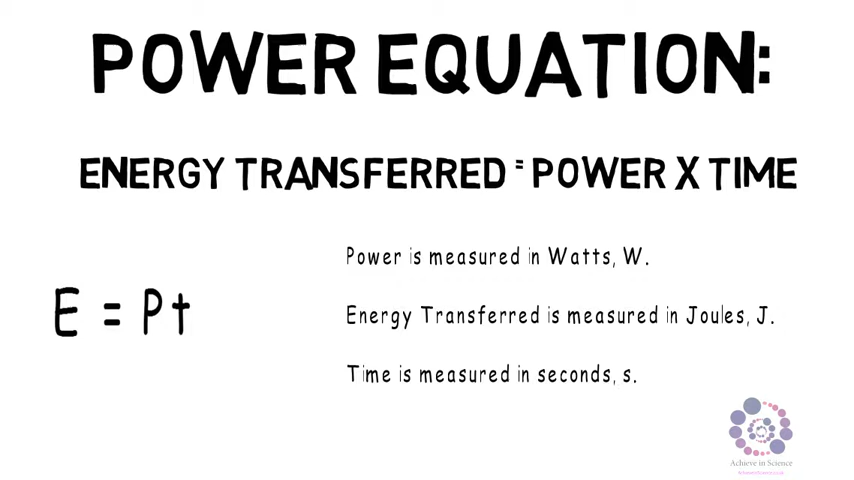 POWER EQUATION:
ENERGY TRANSFERRED = POWER X TIME
Power is measured in Watts, W.
E = Pt
Energy Transferred is measured in Joules, J.
Time is measured in seconds, s.
Achieve in Science